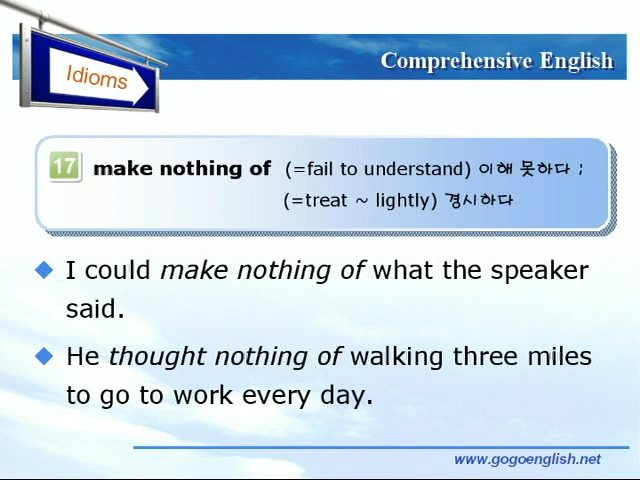 Idioms
Comprehensive English
17 make nothing of (=fail to understand) 이해 못하다 ;
(=treat ~ lightly) 경시하다
I could make nothing of what the speaker
said.
He thought nothing of walking three miles
to go to work every day.
www.gogoenglish.net